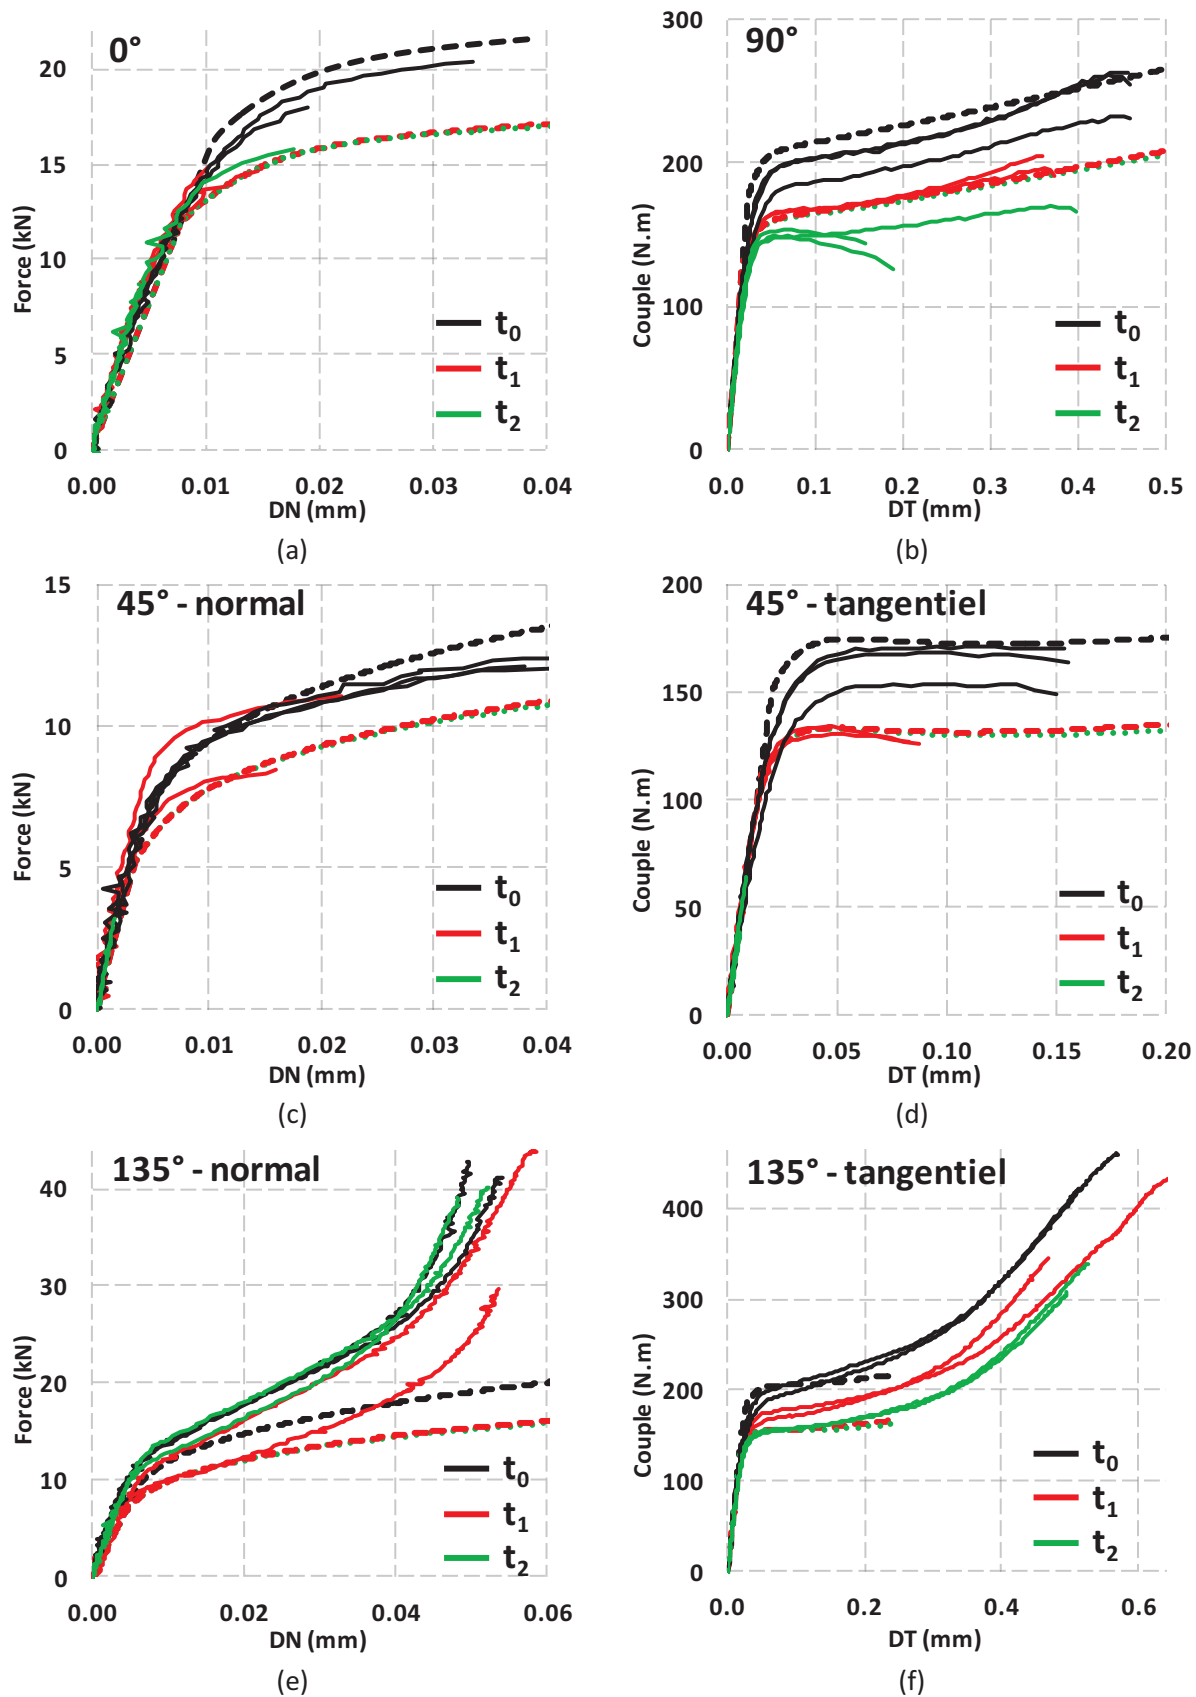 0°
Force (kN)
20
15
10
5
0
0.00 0.01 0.02 0.03 0.04
DN (mm)
t0
t1
t2
(a)
90°
Couple (N.m)
300
200
100
0
0.0 0.1 0.2 0.3 0.4 0.5
DT (mm)
t0
t1
t2
(b)
45° - normal
Force (kN)
15
10
5
0
0.00 0.01 0.02 0.03 0.04
DN (mm)
t0
t1
t2
(c)
45° - tangentiel
Couple (N.m)
200
150
100
50
0
0.00 0.05 0.10 0.15 0.20
DT (mm)
t0
t1
t2
(d)
135° - normal
Force (kN)
40
30
20
10
0
0.00 0.02 0.04 0.06
DN (mm)
t0
t1
t2
(e)
135° - tangentiel
Couple (N.m)
400
300
200
100
0
0.0 0.2 0.4 0.6
DT (mm)
t0
t1
t2
(f)